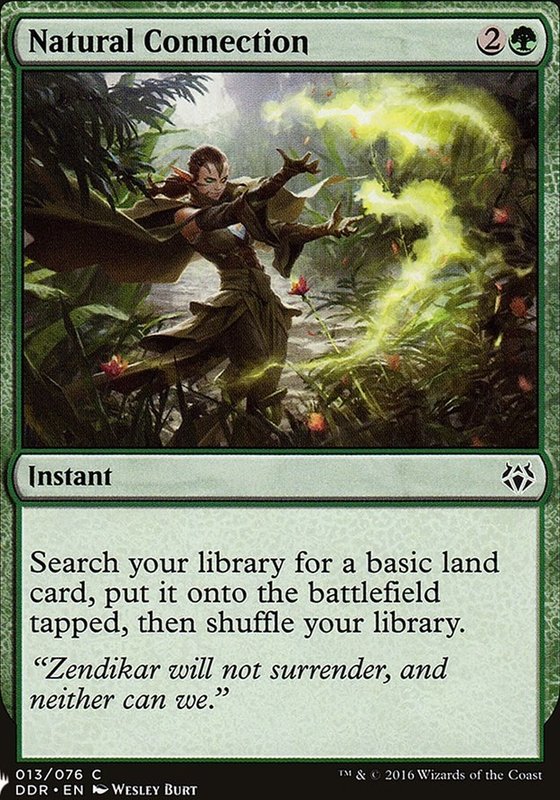 Natural Connection 2
Instant
Search your library for a basic land
card, put it onto the battlefield
tapped, then shuffle your library.
“Zendikar will not surrender, and
neither can we.”
013/076 C
DDR • EN Wesley Burt
™ & © 2016 Wizards of the Coast